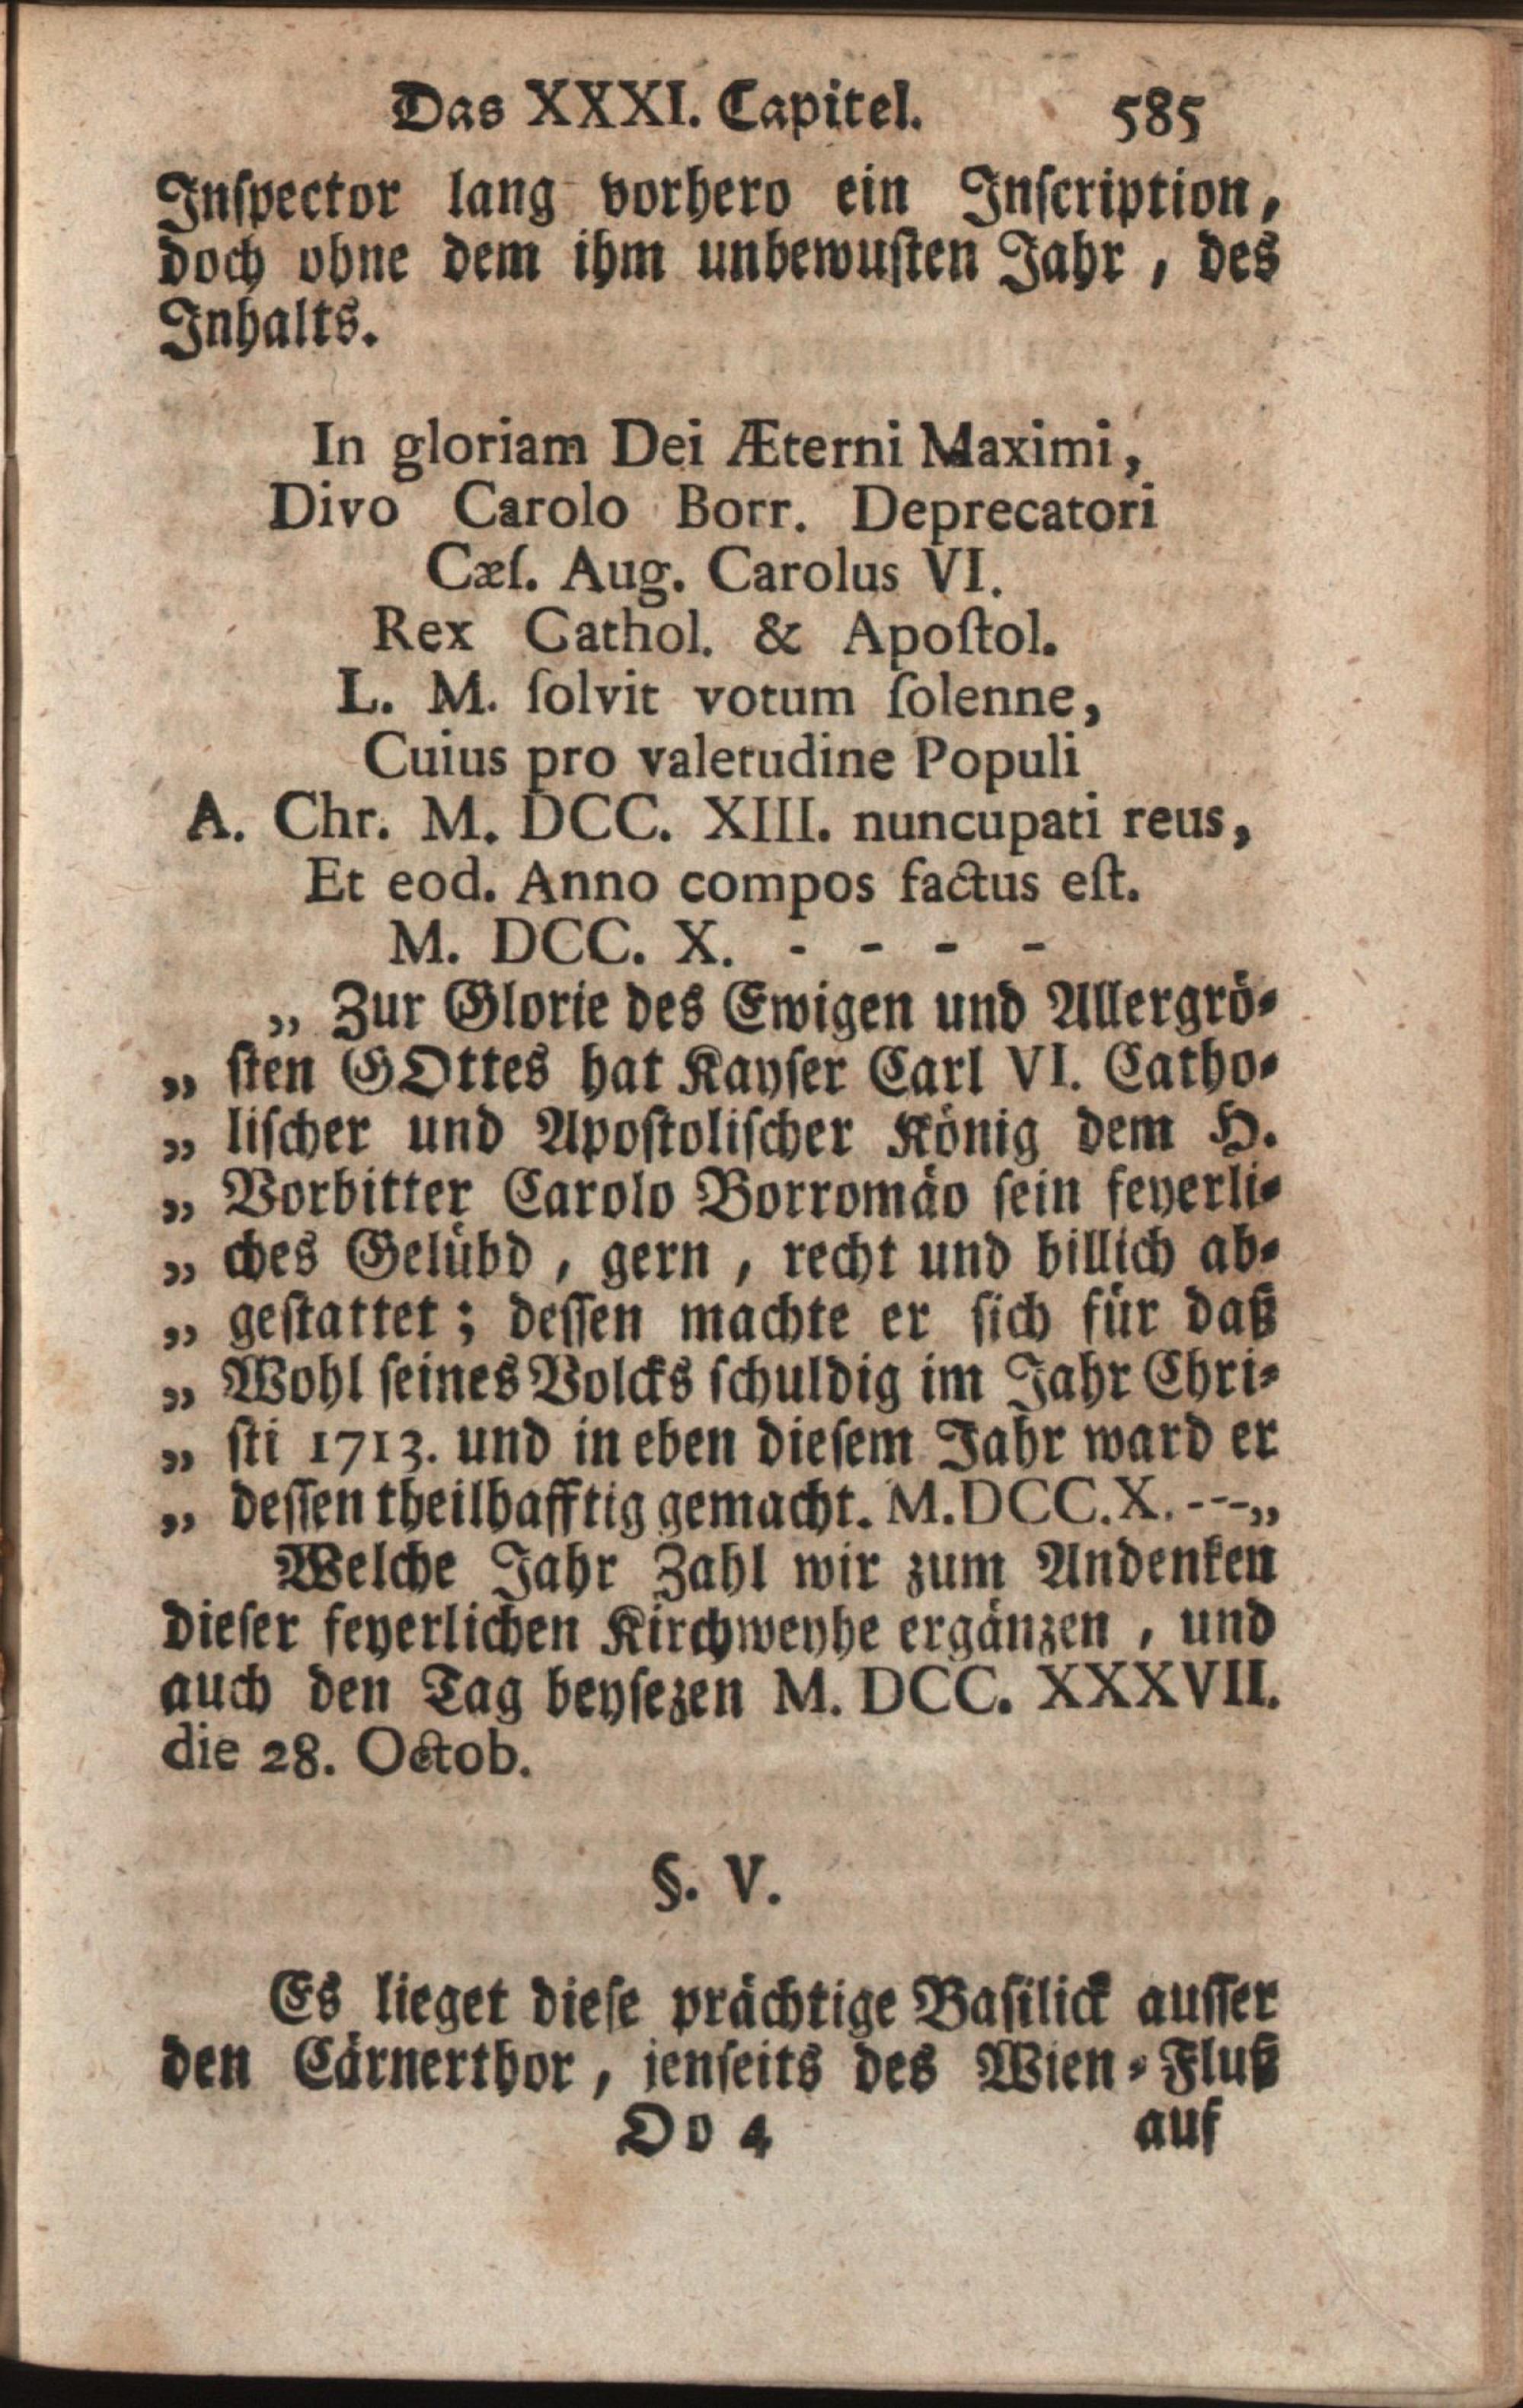 Das XXXI. Capitel. 585
Inſpector lang vorhero ein Inſcription,
doch ohne dem ihm unbewuſten Jahr, des
Inhalts.
In gloriam Dei Æterni Maximi,
Divo Carolo Borr. Deprecatori
Cæſ. Aug. Carolus VI.
Rex Cathol. & Apoſtol.
L. M. ſolvit votum ſolenne,
Cuius pro valetudine Populi
A. Chr. M. DCC. XIII. nuncupati reus,
Et eod. Anno compos factus eſt.
M. DCC. X. - - - -
„ Zur Glorie des Ewigen und Allergrö-
„ ſten GOttes hat Kayſer Carl VI. Catho-
„ liſcher und Apoſtoliſcher König dem H.
„ Vorbitter Carolo Borromäo ſein feyerli-
„ ches Gelübd, gern, recht und billich ab-
„ geſtattet; deſſen machte er ſich für daß
„ Wohl ſeines Volcks ſchuldig im Jahr Chri-
„ ſti 1713. und in eben dieſem Jahr ward er
„ deſſen theilhafftig gemacht. M.DCC.X. ---„
Welche Jahr Zahl wir zum Andenken
dieſer feyerlichen Kirchweyhe ergänzen, und
auch den Tag beyſezen M. DCC. XXXVII.
die 28. Octob.
§. V.
Es lieget dieſe prächtige Baſilick auſſer
den Cärnerthor, jenſeits des Wien-Fluß
Oo 4 auf